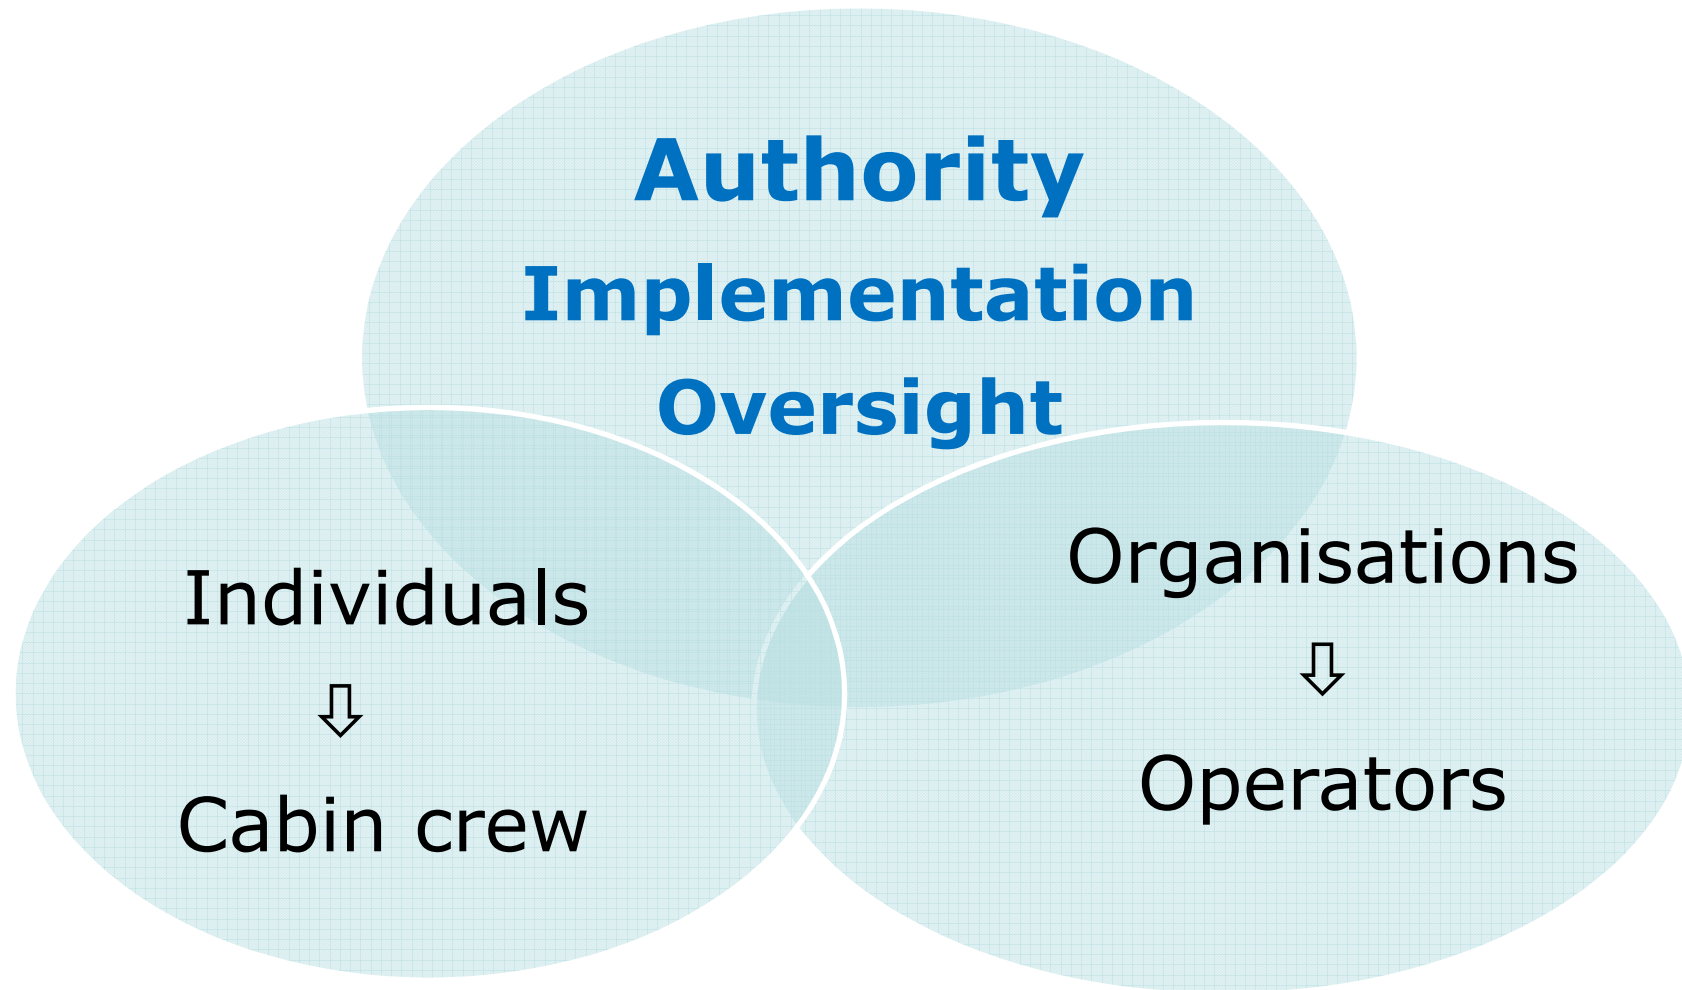 Authority
Implementation
Oversight
Individuals
⇩
Cabin crew
Organisations
⇩
Operators